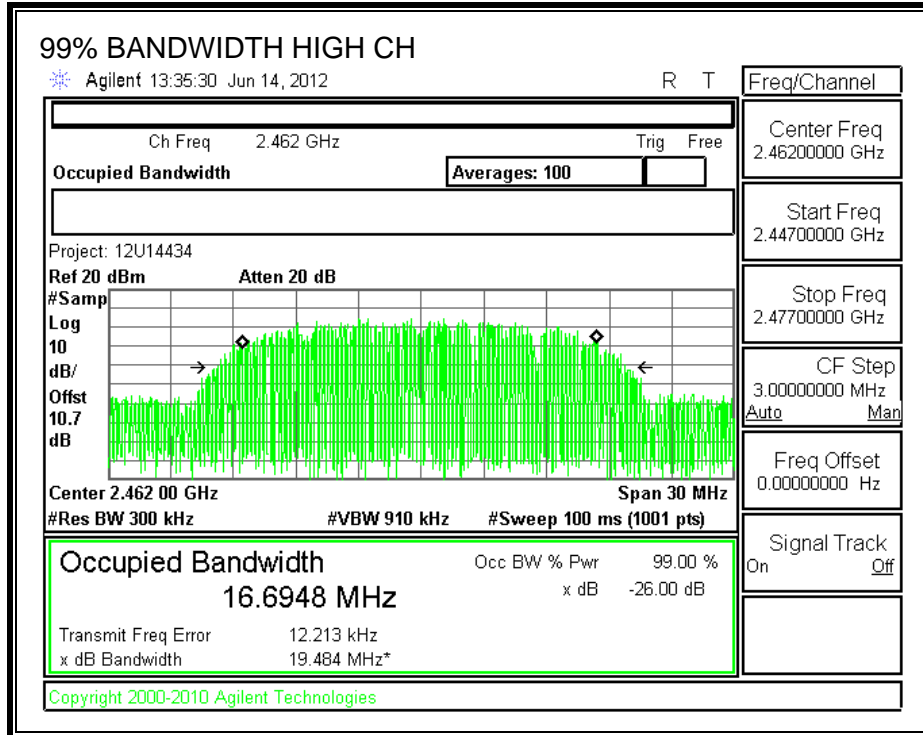 99% BANDWIDTH HIGH CH
Agilent 13:35:30 Jun 14, 2012 R T
Freq/Channel
Ch Freq 2.462 GHz Trig Free
Occupied Bandwidth Averages: 100
Project: 12U14434
Ref 20 dBm Atten 20 dB
#Samp
Log
10
dB/
Offst
10.7
dB
Center 2.462 00 GHz Span 30 MHz
#Res BW 300 kHz #VBW 910 kHz #Sweep 100 ms (1001 pts)
Occupied Bandwidth
16.6948 MHz
Occ BW % Pwr 99.00 %
x dB -26.00 dB
Transmit Freq Error 12.213 kHz
x dB Bandwidth 19.484 MHz*
Copyright 2000-2010 Agilent Technologies
Center Freq
2.46200000 GHz
Start Freq
2.44700000 GHz
Stop Freq
2.47700000 GHz
CF Step
3.00000000 MHz
Auto Man
Freq Offset
0.00000000 Hz
Signal Track
On Off